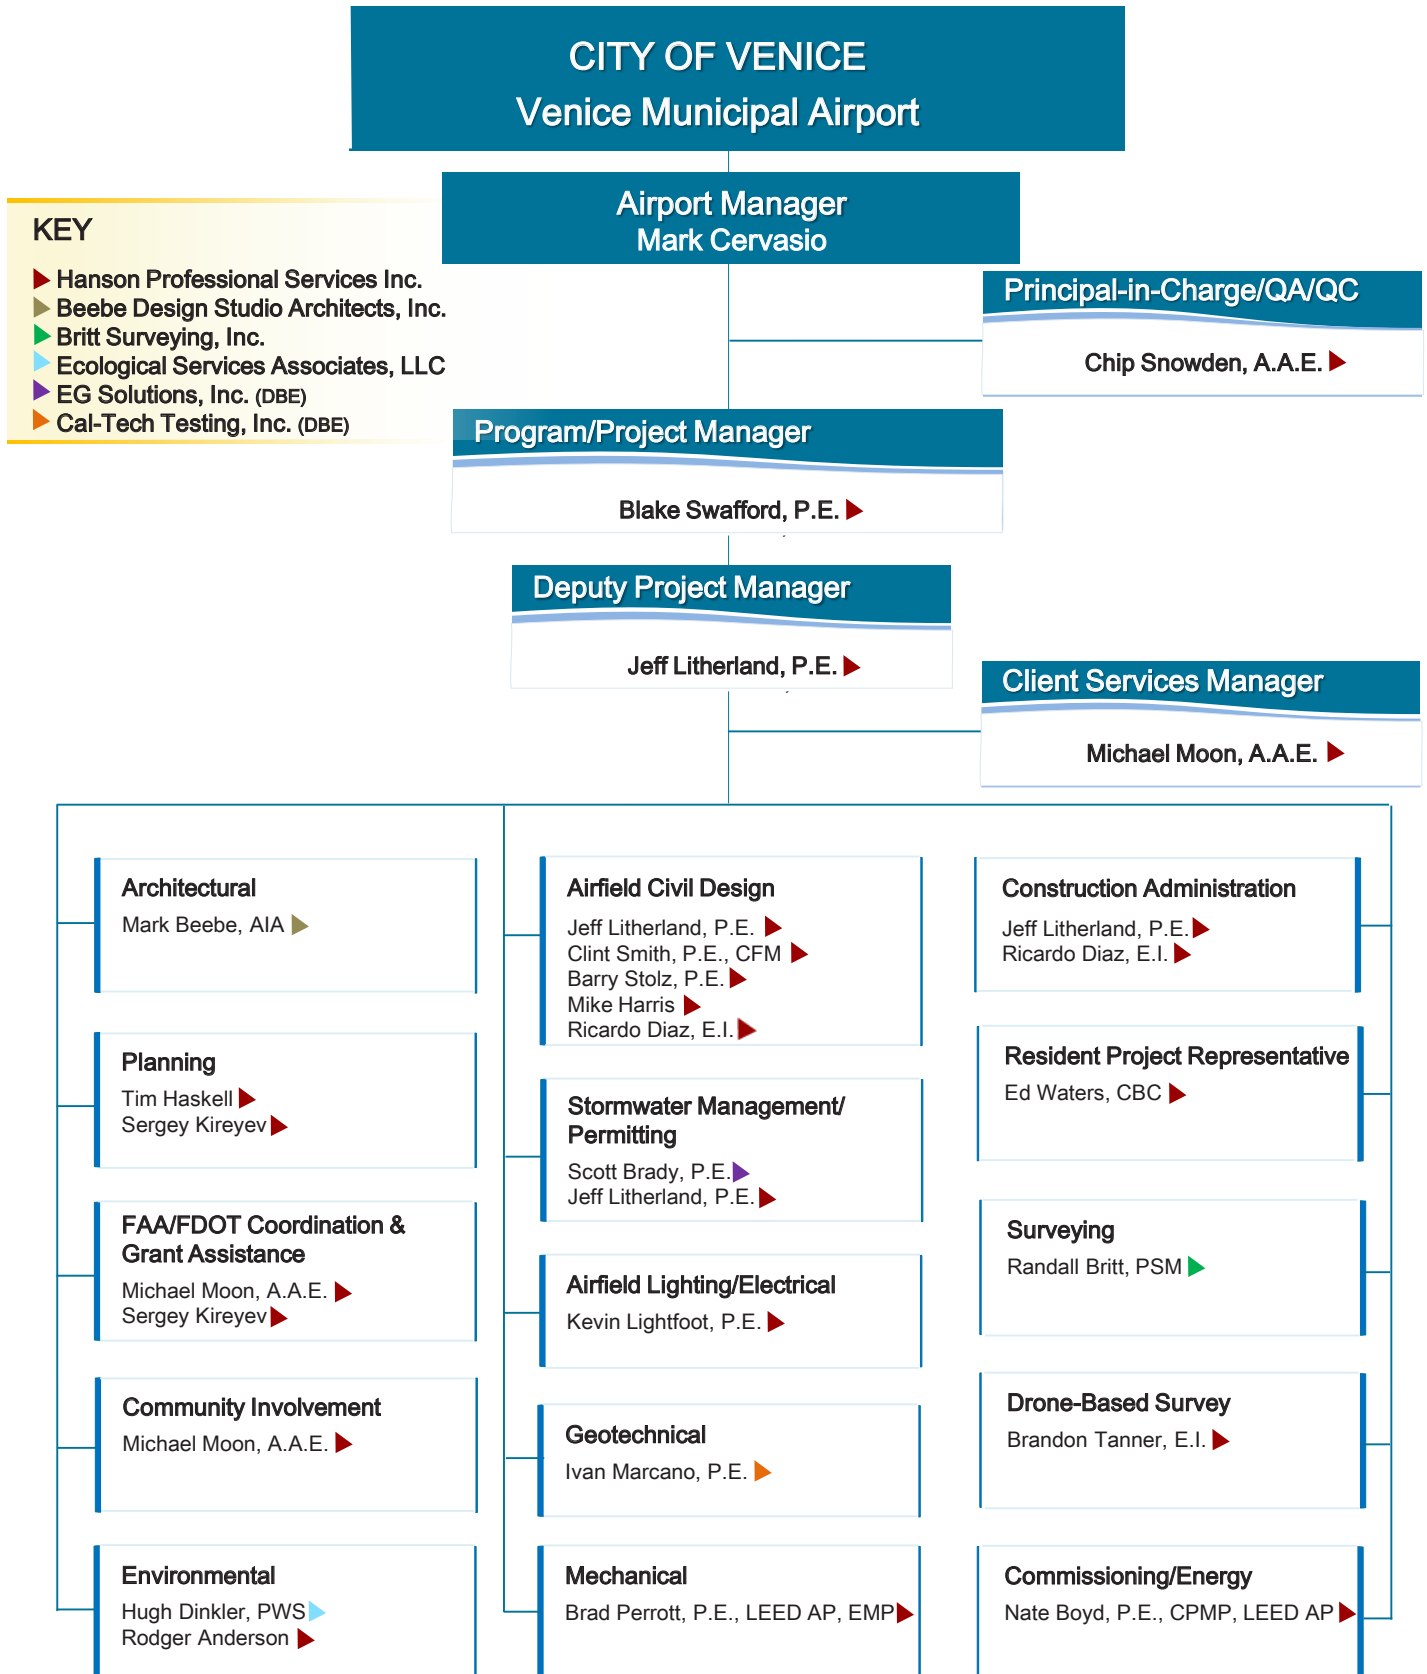 CITY OF VENICE
Venice Municipal Airport
Airport Manager
Mark Cervasio
KEY
Hanson Professional Services Inc.
Beebe Design Studio Architects, Inc.
Britt Surveying, Inc.
Ecological Services Associates, LLC
EG Solutions, Inc. (DBE)
Cal-Tech Testing, Inc. (DBE)
Principal-in-Charge/QA/QC
Chip Snowden, A.A.E.
Program/Project Manager
Blake Swafford, P.E.
Deputy Project Manager
Jeff Litherland, P.E.
Client Services Manager
Michael Moon, A.A.E.
Architectural
Mark Beebe, AIA
Planning
Tim Haskell
Sergey Kireyev
FAA/FDOT Coordination &
Grant Assistance
Michael Moon, A.A.E.
Sergey Kireyev
Community Involvement
Michael Moon, A.A.E.
Environmental
Hugh Dinkler, PWS
Rodger Anderson
Airfield Civil Design
Jeff Litherland, P.E.
Clint Smith, P.E., CFM
Barry Stolz, P.E.
Mike Harris
Ricardo Diaz, E.I.
Stormwater Management/
Permitting
Scott Brady, P.E.
Jeff Litherland, P.E.
Airfield Lighting/Electrical
Kevin Lightfoot, P.E.
Geotechnical
Ivan Marcano, P.E.
Mechanical
Brad Perrott, P.E., LEED AP, EMP
Construction Administration
Jeff Litherland, P.E.
Ricardo Diaz, E.I.
Resident Project Representative
Ed Waters, CBC
Surveying
Randall Britt, PSM
Drone-Based Survey
Brandon Tanner, E.I.
Commissioning/Energy
Nate Boyd, P.E., CPMP, LEED AP